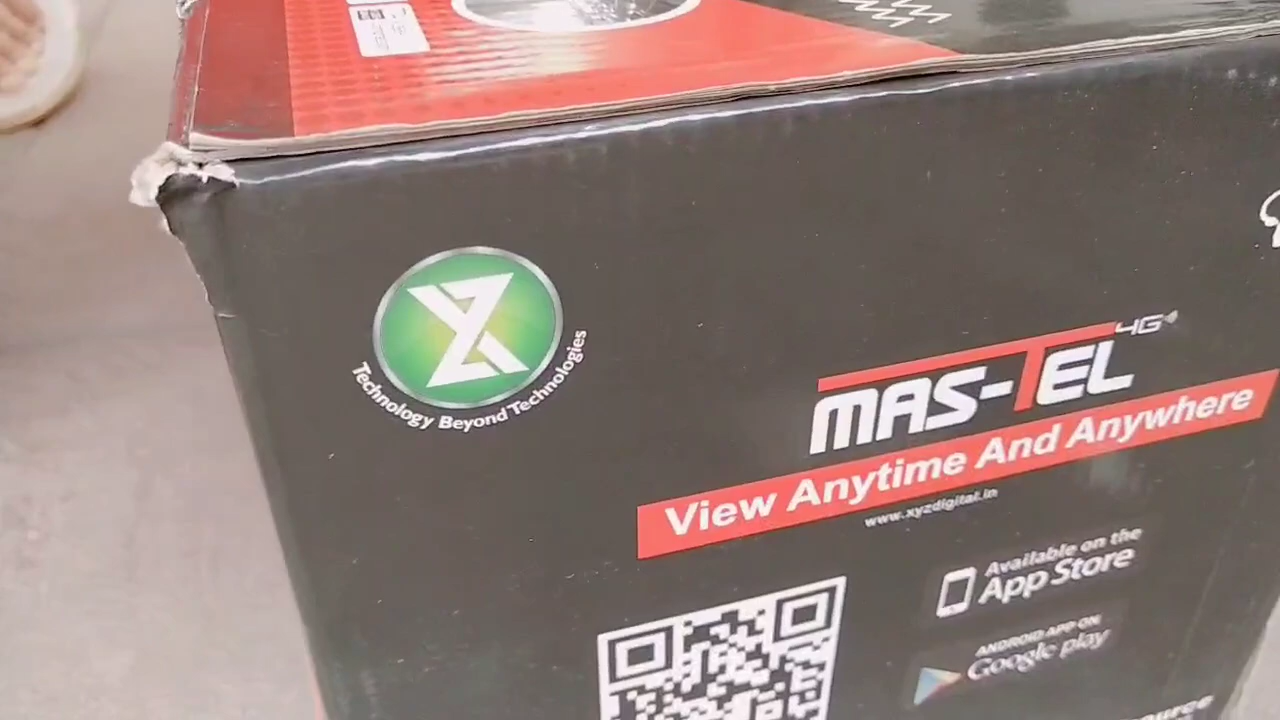 Technology Beyond Technologies
MAS-TEL 4G
View Anytime And Anywhere
www.xyzdigital.in
Available on the
App Store
ANDROID APP ON
Google play